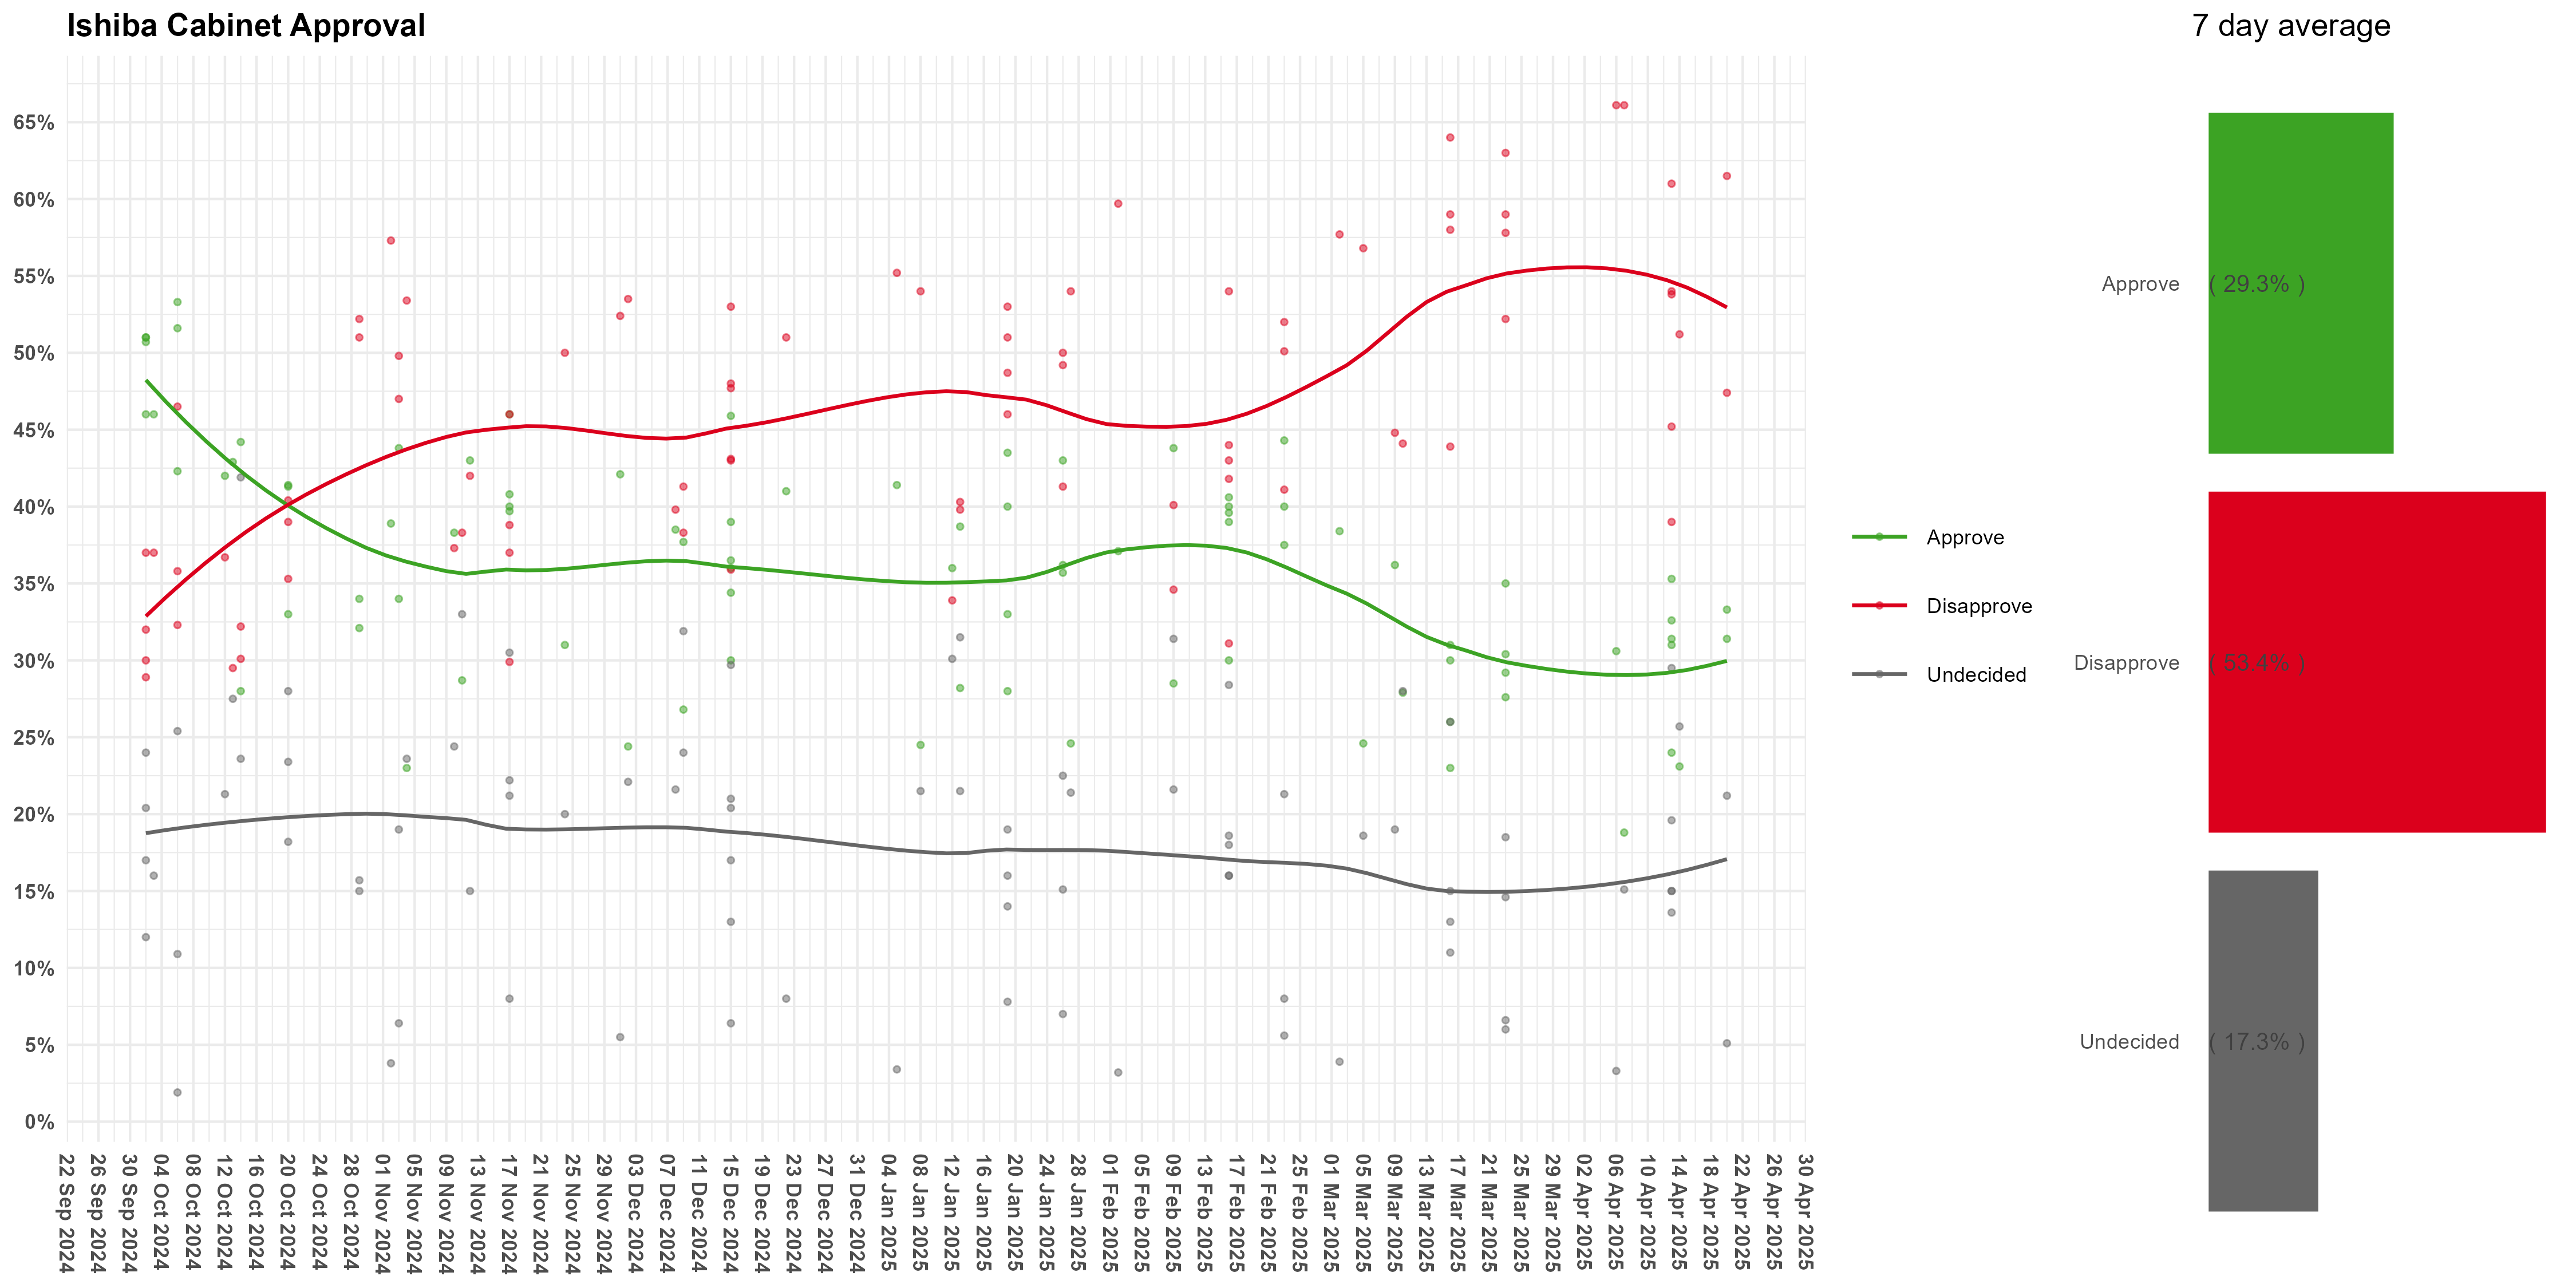 Ishiba Cabinet Approval
7 day average
65%
60%
55%
50%
45%
40%
35%
30%
25%
20%
15%
10%
5%
0%
22 Sep 2024
26 Sep 2024
30 Sep 2024
04 Oct 2024
08 Oct 2024
12 Oct 2024
16 Oct 2024
20 Oct 2024
24 Oct 2024
28 Oct 2024
01 Nov 2024
05 Nov 2024
09 Nov 2024
13 Nov 2024
17 Nov 2024
21 Nov 2024
25 Nov 2024
29 Nov 2024
03 Dec 2024
07 Dec 2024
11 Dec 2024
15 Dec 2024
19 Dec 2024
23 Dec 2024
27 Dec 2024
31 Dec 2024
04 Jan 2025
08 Jan 2025
12 Jan 2025
16 Jan 2025
20 Jan 2025
24 Jan 2025
28 Jan 2025
01 Feb 2025
05 Feb 2025
09 Feb 2025
13 Feb 2025
17 Feb 2025
21 Feb 2025
25 Feb 2025
01 Mar 2025
05 Mar 2025
09 Mar 2025
13 Mar 2025
17 Mar 2025
21 Mar 2025
25 Mar 2025
29 Mar 2025
02 Apr 2025
06 Apr 2025
10 Apr 2025
14 Apr 2025
18 Apr 2025
22 Apr 2025
26 Apr 2025
30 Apr 2025
Approve
Disapprove
Undecided
Approve ( 29.3% )
Disapprove ( 53.4% )
Undecided ( 17.3% )